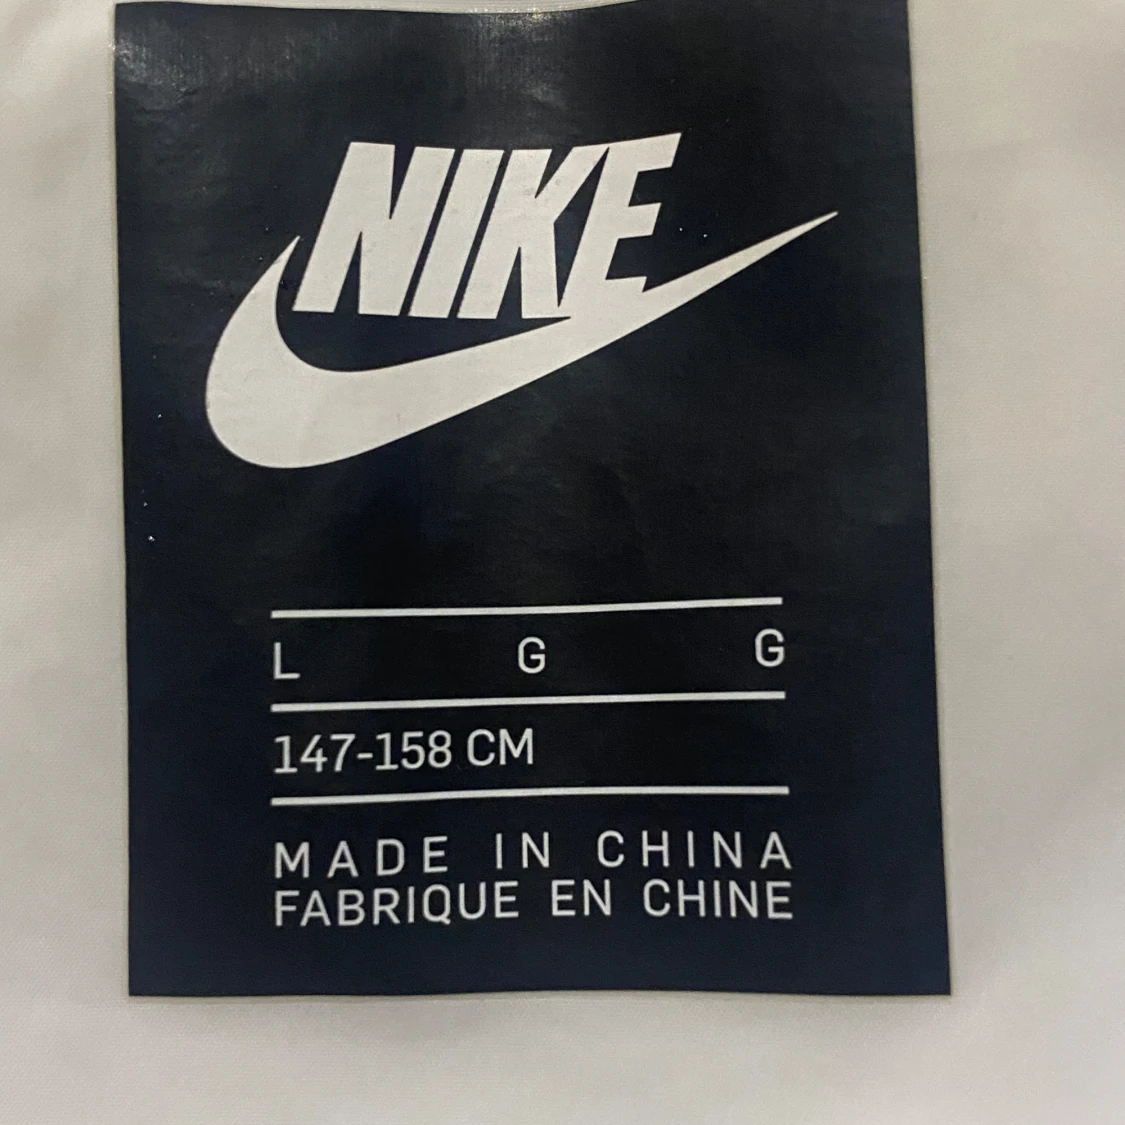 NIKE
L G G
147-158 CM
MADE IN CHINA
FABRIQUE EN CHINE